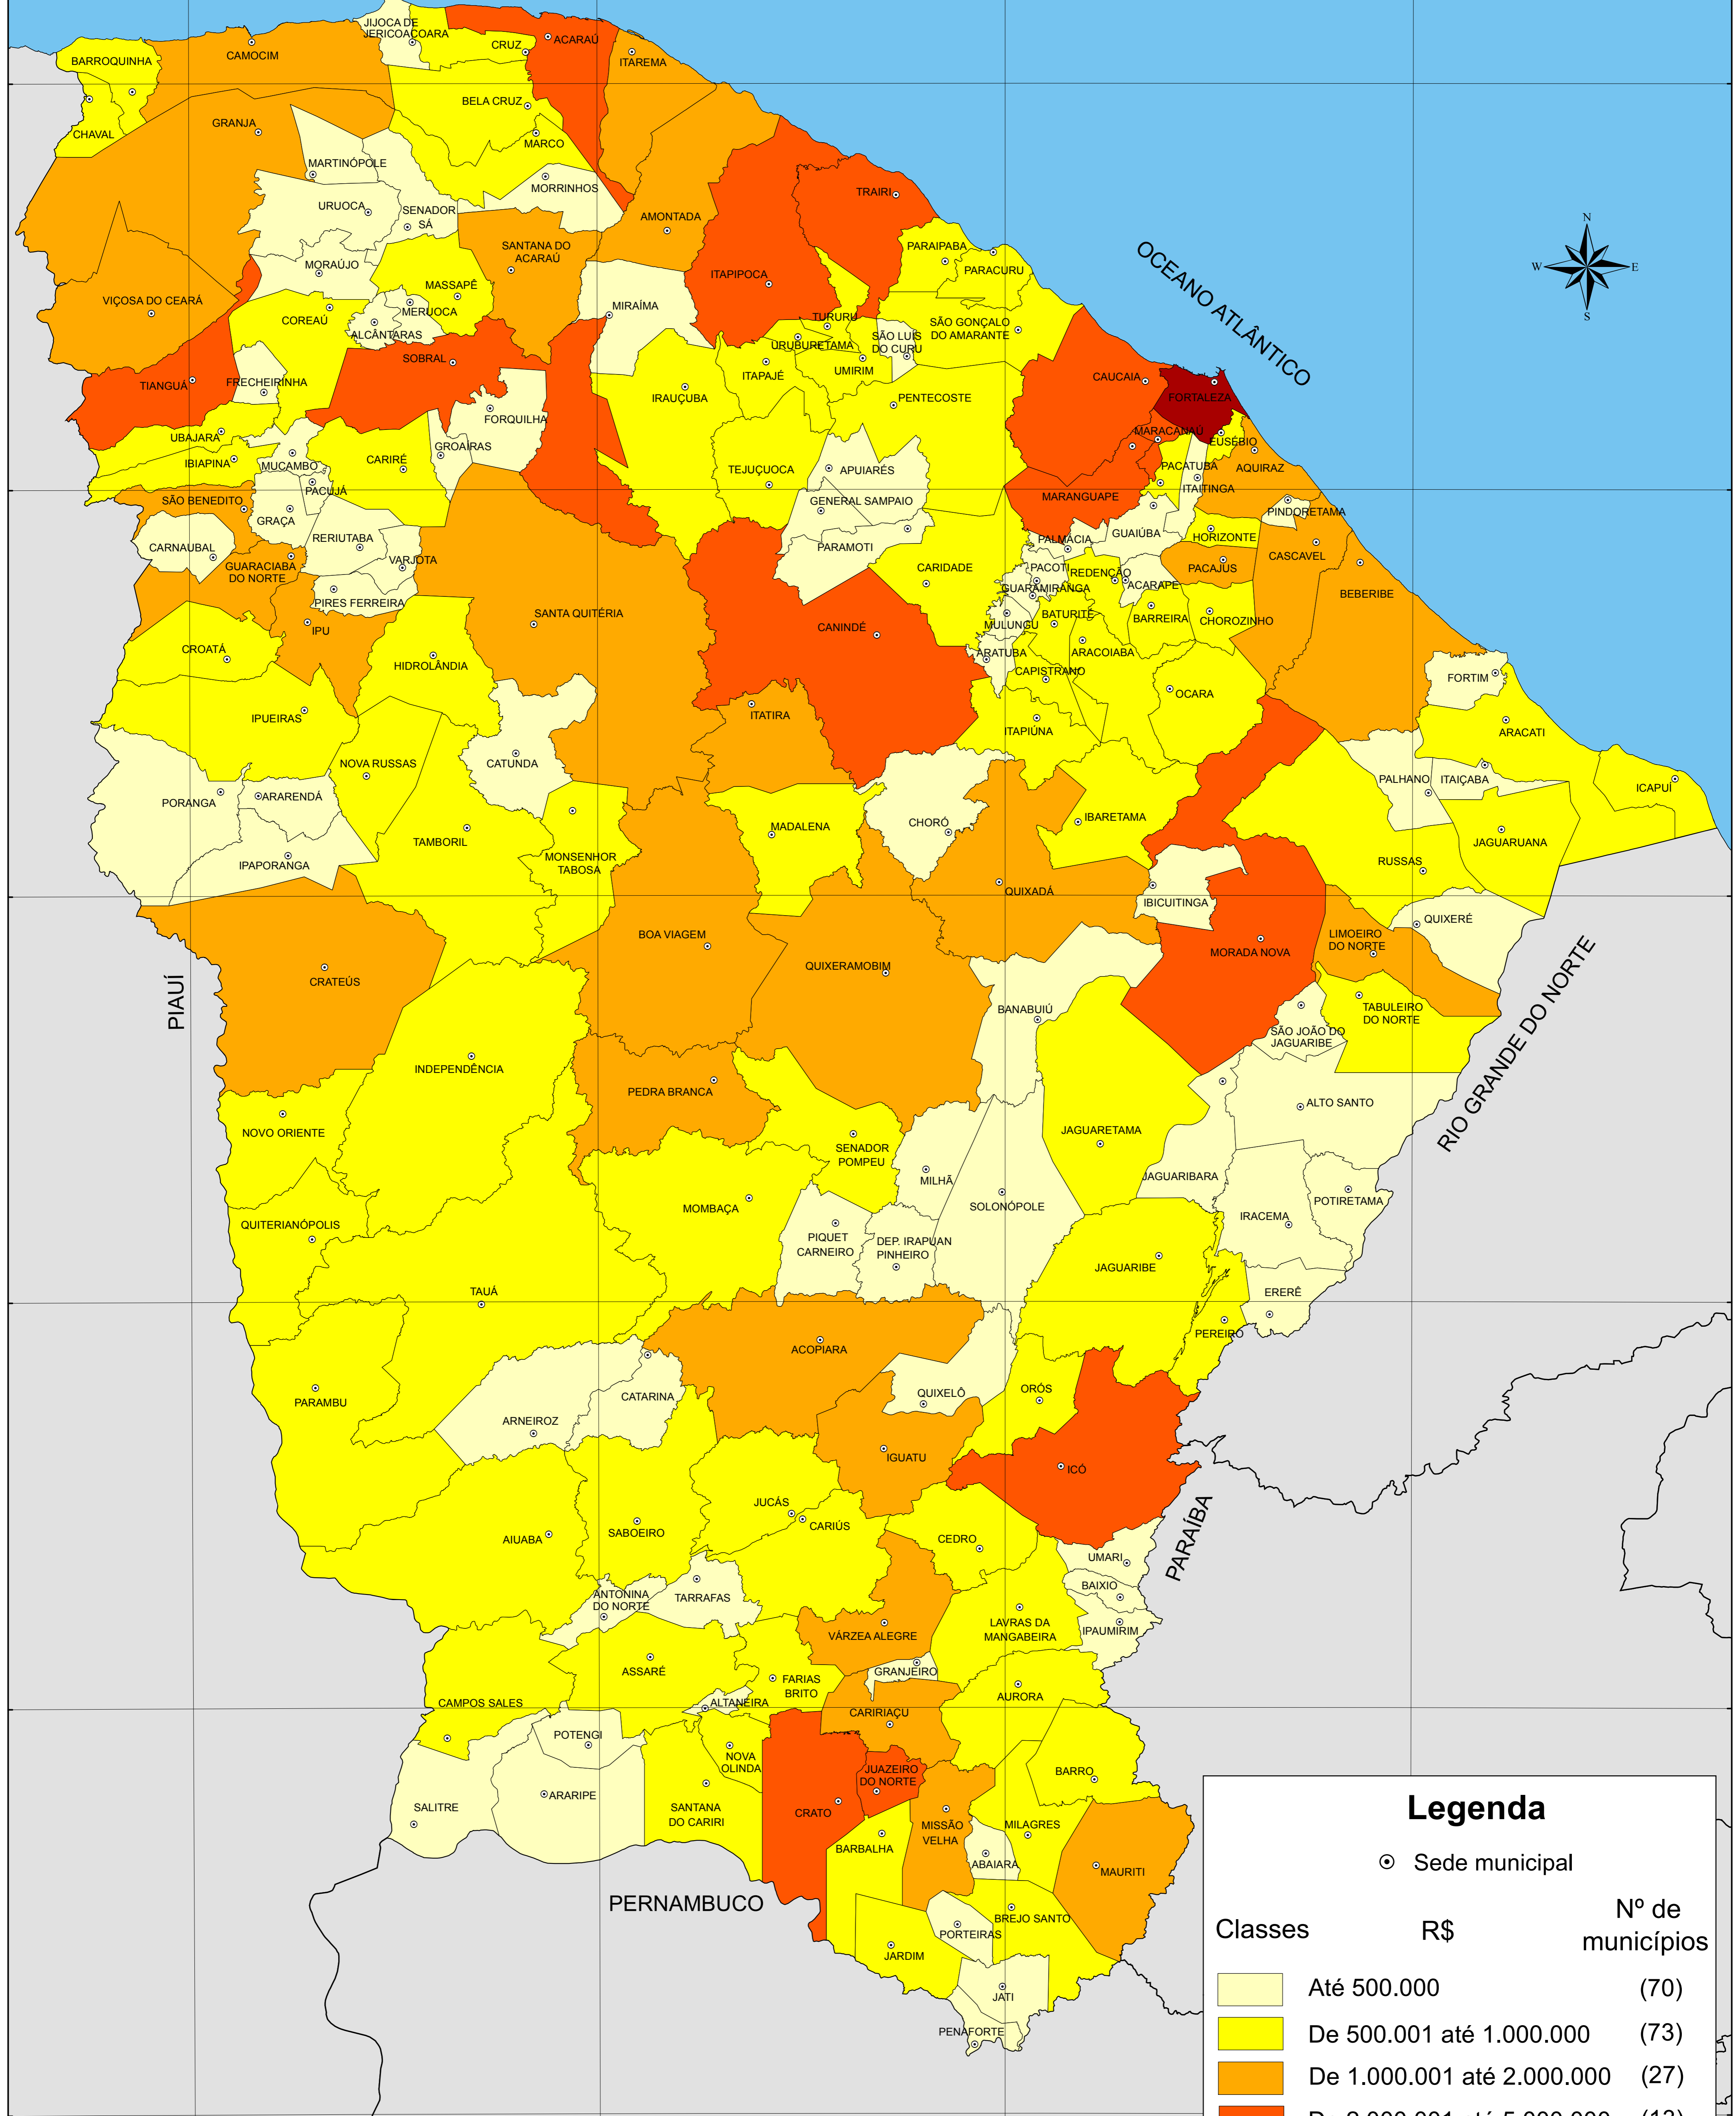 JIJOCA DE
JERICOACOARA
CRUZ
ACARAÚ
BARROQUINHA
CAMOCIM
ITAREMA
BELA CRUZ
CHAVAL
GRANJA
MARCO
MARTINÓPOLE
MORRINHOS
TRAIRI
URUOCA
SENADOR
SÁ
AMONTADA
N
W
E
S
SANTANA DO
ACARAÚ
PARAIPABA
PARACURU
OCEANO ATLÂNTICO
MORAÚJO
ITAPIPOCA
VIÇOSA DO CEARÁ
MASSAPÊ
MERUOCA
MIRAÍMA
COREAÚ
ALCÂNTARAS
TURURU
URUBURETAMA
SÃO LUIS
DO CURU
SÃO GONÇALO
DO AMARANTE
SOBRAL
UMIRIM
ITAPAJÉ
CAUCAIA
TIANGUÁ
FRECHEIRINHA
IRAUÇUBA
PENTECOSTE
FORTALEZA
FORQUILHA
MARACANAÚ
EUSÉBIO
UBAJARA
GROAÍRAS
IBIAPINA
MUCAMBO
CARIRÉ
TEJUÇUOCA
APUIARÉS
PACATUBA
AQUIRAZ
PACUJÁ
ITAITINGA
SÃO BENEDITO
GENERAL SAMPAIO
MARANGUAPE
GRAÇA
PINDORETAMA
RERIUTABA
GUAIÚBA
HORIZONTE
CARNAUBAL
PARAMOTI
PALMÁCIA
CASCAVEL
VARJOTA
GUARACIABA
DO NORTE
CARIDADE
PACOTI
REDENÇÃO
PACAJUS
GUARAMIRANGA
ACARAPE
BEBERIBE
PIRES FERREIRA
SANTA QUITÉRIA
BATURITÉ
BARREIRA
CHOROZINHO
IPU
CANINDÉ
MULUNGU
CROATÁ
HIDROLÂNDIA
ARATUBA
ARACOIABA
CAPISTRANO
FORTIM
OCARA
IPUEIRAS
ITATIRA
ITAPIÚNA
ARACATI
NOVA RUSSAS
CATUNDA
PALHANO
ITAIÇABA
ICAPUÍ
PORANGA
ARARENDÁ
CHORÓ
IBARETAMA
MADALENA
TAMBORIL
JAGUARUANA
MONSENHOR
TABOSA
IPAPORANGA
RUSSAS
QUIXADÁ
IBICUITINGA
QUIXERÉ
BOA VIAGEM
LIMOEIRO
DO NORTE
QUIXERAMOBIM
MORADA NOVA
CRATEÚS
PIAUÍ
BANABUIÚ
TABULEIRO
DO NORTE
SÃO JOÃO DO
JAGUARIBE
RIO GRANDE DO NORTE
INDEPENDÊNCIA
PEDRA BRANCA
ALTO SANTO
NOVO ORIENTE
JAGUARETAMA
SENADOR
POMPEU
MILHÃ
JAGUARIBARA
MOMBAÇA
SOLONÓPOLE
POTIRETAMA
QUITERIANÓPOLIS
IRACEMA
PIQUET
CARNEIRO
DEP. IRAPUAN
PINHEIRO
JAGUARIBE
TAUÁ
ERERÊ
PEREIRO
ACOPIARA
CATARINA
QUIXELÔ
ORÓS
PARAMBU
ARNEIROZ
IGUATU
ICÓ
JUCÁS
CARIÚS
SABOEIRO
AIUABA
CEDRO
PARAÍBA
UMARI
BAIXIO
ANTONINA
DO NORTE
TARRAFAS
LAVRAS DA
MANGABEIRA
IPAUMIRIM
VÁRZEA ALEGRE
ASSARÉ
GRANJEIRO
FARIAS
BRITO
AURORA
CAMPOS SALES
ALTANEIRA
CARIRIAÇU
POTENGI
NOVA
OLINDA
JUAZEIRO
DO NORTE
BARRO
ARARIPE
SALITRE
SANTANA
DO CARIRI
CRATO
MISSÃO
VELHA
MILAGRES
BARBALHA
ABAIARA
MAURITI
PERNAMBUCO
BREJO SANTO
PORTEIRAS
JARDIM
JATI
PENAFORTE
Legenda
Sede municipal
Classes R$ Nº de
municípios
Até 500.000 (70)
De 500.001 até 1.000.000 (73)
De 1.000.001 até 2.000.000 (27)
De 2.000.001 até 5.000.000 (13)